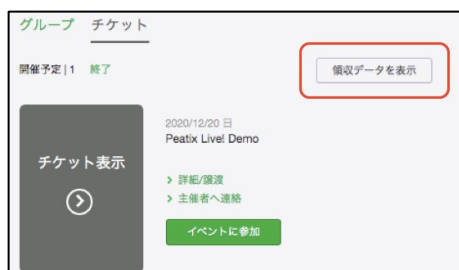 グループ チケット
開催予定|1 終了
領収データを表示
2020/12/20 日
Peatix Live! Demo
チケット表示
> 詳細/譲渡
> 主催者へ連絡
イベントに参加